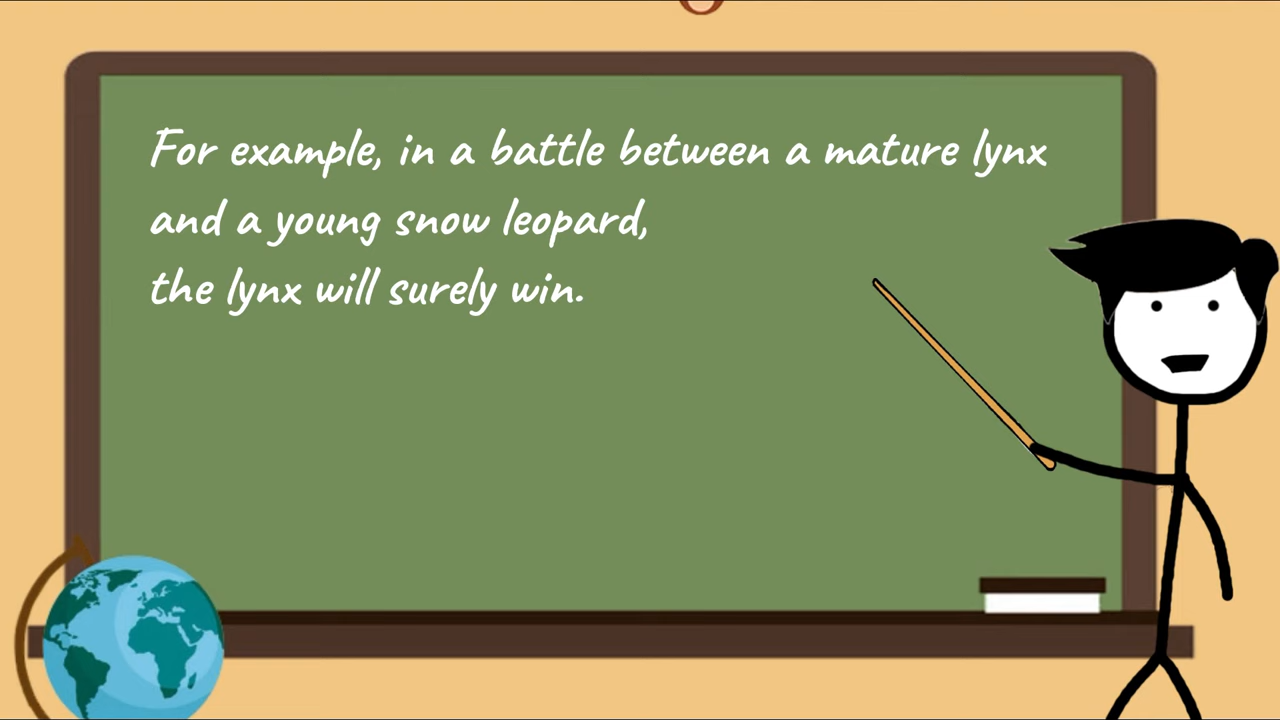 For example, in a battle between a mature lynx
and a young snow leopard,
the lynx will surely win.